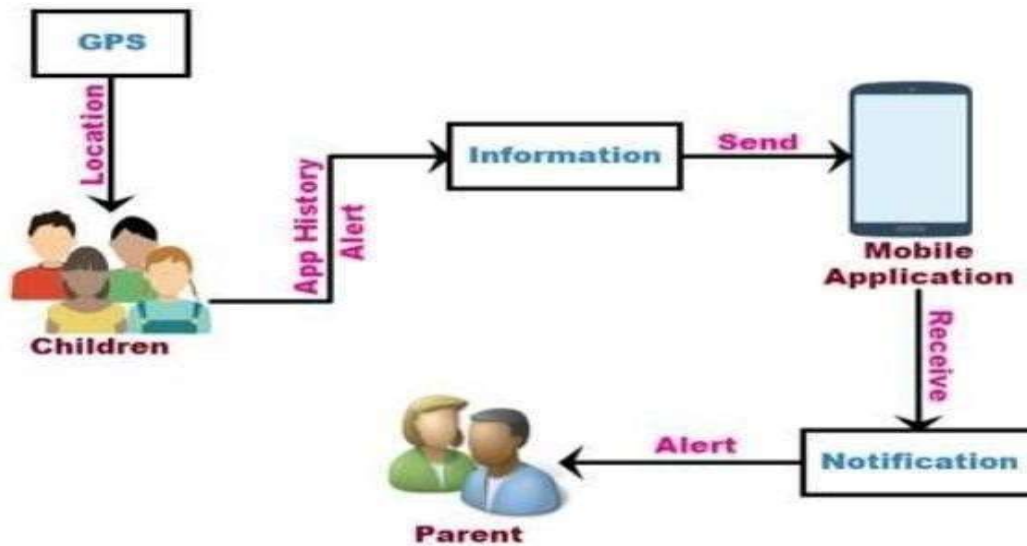 GPS
Location
Children
App History
Alert
Information
Send
Mobile
Application
Receive
Notification
Alert
Parent